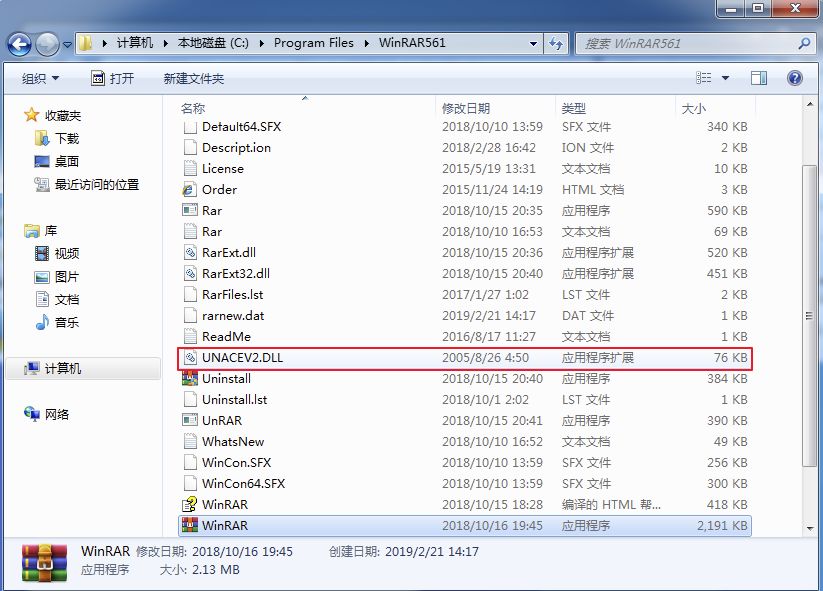 计算机 本地磁盘 (C:) Program Files WinRAR561 搜索 WinRAR561
组织 打开 新建文件夹
收藏夹
下载
桌面
最近访问的位置
库
视频
图片
文档
音乐
计算机
网络
名称 修改日期 类型 大小
Default64.SFX 2018/10/10 13:59 SFX 文件 340 KB
Descript.ion 2018/2/28 16:42 ION 文件 2 KB
License 2015/5/19 13:31 文本文档 10 KB
Order 2015/11/24 14:19 HTML 文档 3 KB
Rar 2018/10/15 20:35 应用程序 590 KB
Rar 2018/10/10 16:53 文本文档 69 KB
RarExt.dll 2018/10/15 20:36 应用程序扩展 520 KB
RarExt32.dll 2018/10/15 20:40 应用程序扩展 451 KB
RarFiles.lst 2017/1/27 1:02 LST 文件 2 KB
rarnew.dat 2019/2/21 14:17 DAT 文件 1 KB
ReadMe 2016/8/17 11:27 文本文档 1 KB
UNACEV2.DLL 2005/8/26 4:50 应用程序扩展 76 KB
Uninstall 2018/10/15 20:40 应用程序 384 KB
Uninstall.lst 2018/10/1 2:02 LST 文件 1 KB
UnRAR 2018/10/15 20:41 应用程序 390 KB
WhatsNew 2018/10/10 16:52 文本文档 49 KB
WinCon.SFX 2018/10/10 13:59 SFX 文件 256 KB
WinCon64.SFX 2018/10/10 13:59 SFX 文件 300 KB
WinRAR 2018/10/15 18:28 编译的 HTML 帮... 418 KB
WinRAR 2018/10/16 19:45 应用程序 2,191 KB
WinRAR 修改日期: 2018/10/16 19:45 创建日期: 2019/2/21 14:17
应用程序 大小: 2.13 MB